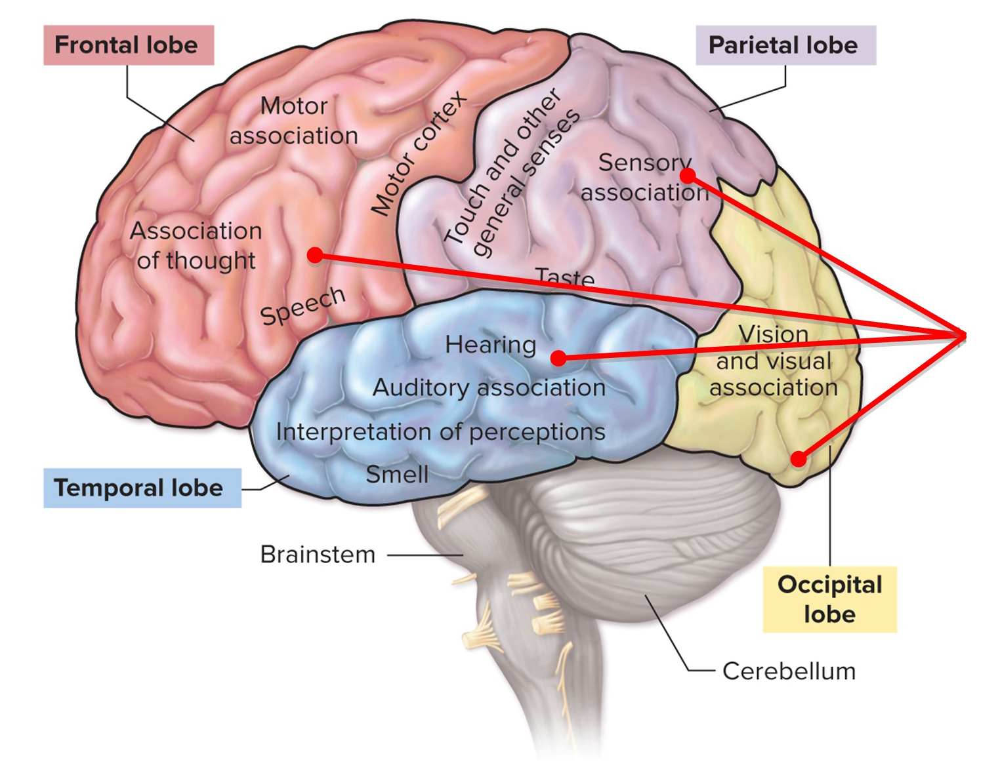 Frontal lobe
Parietal lobe
Motor
association
Motor cortex
Touch and other
general senses
Sensory
association
Association
of thought
Speech
Taste
Vision
and visual
association
Hearing
Auditory association
Interpretation of perceptions
Smell
Temporal lobe
Brainstem
Occipital
lobe
Cerebellum